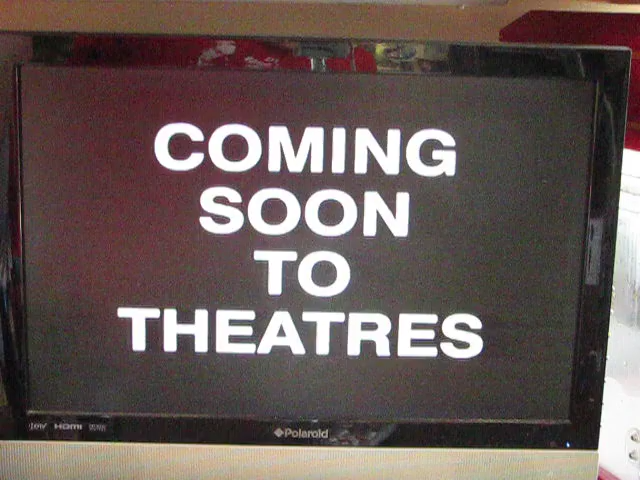 COMING
SOON
TO
THEATRES
HDMI
Polaroid